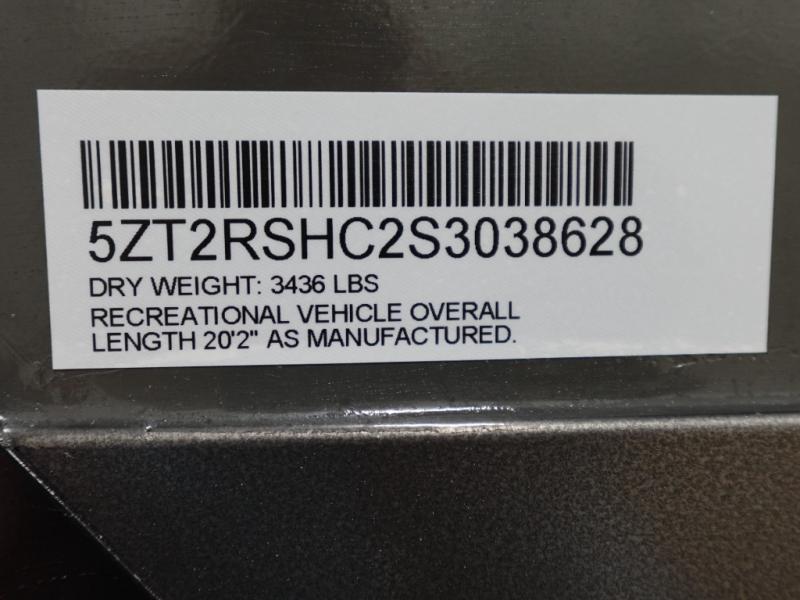 5ZT2RSHC2S3038628
DRY WEIGHT: 3436 LBS
RECREATIONAL VEHICLE OVERALL
LENGTH 20'2" AS MANUFACTURED.